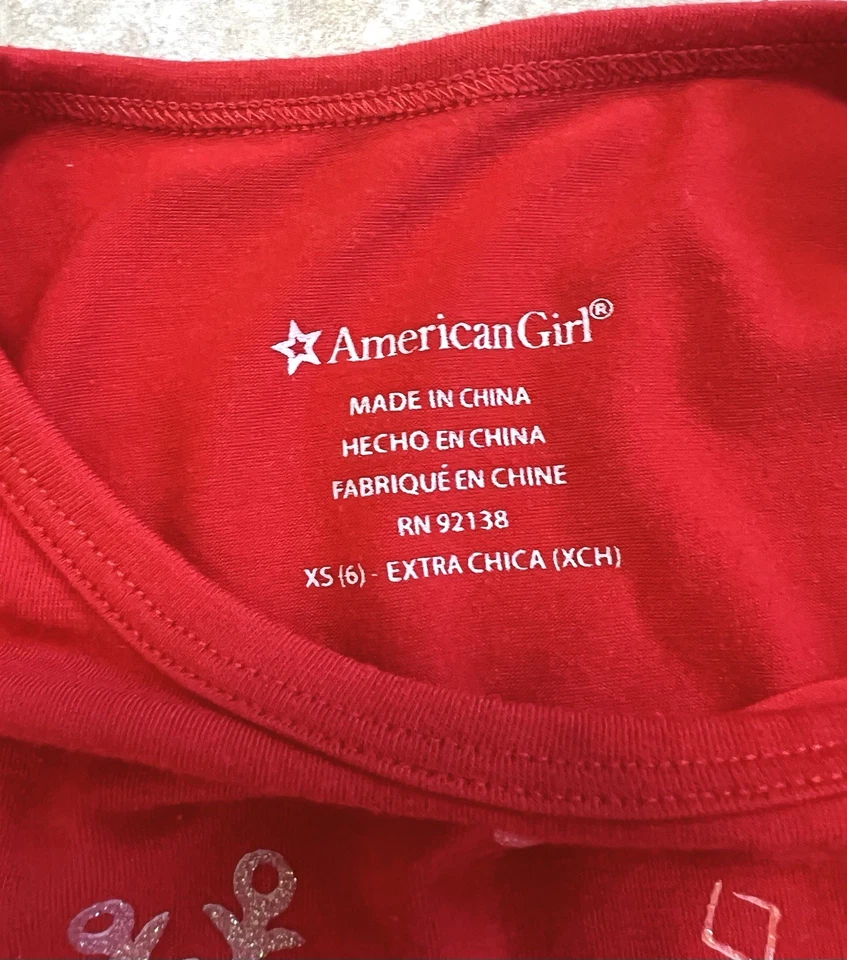 AmericanGirl®
MADE IN CHINA
HECHO EN CHINA
FABRIQUÉ EN CHINE
RN 92138
XS (6) - EXTRA CHICA (XCH)